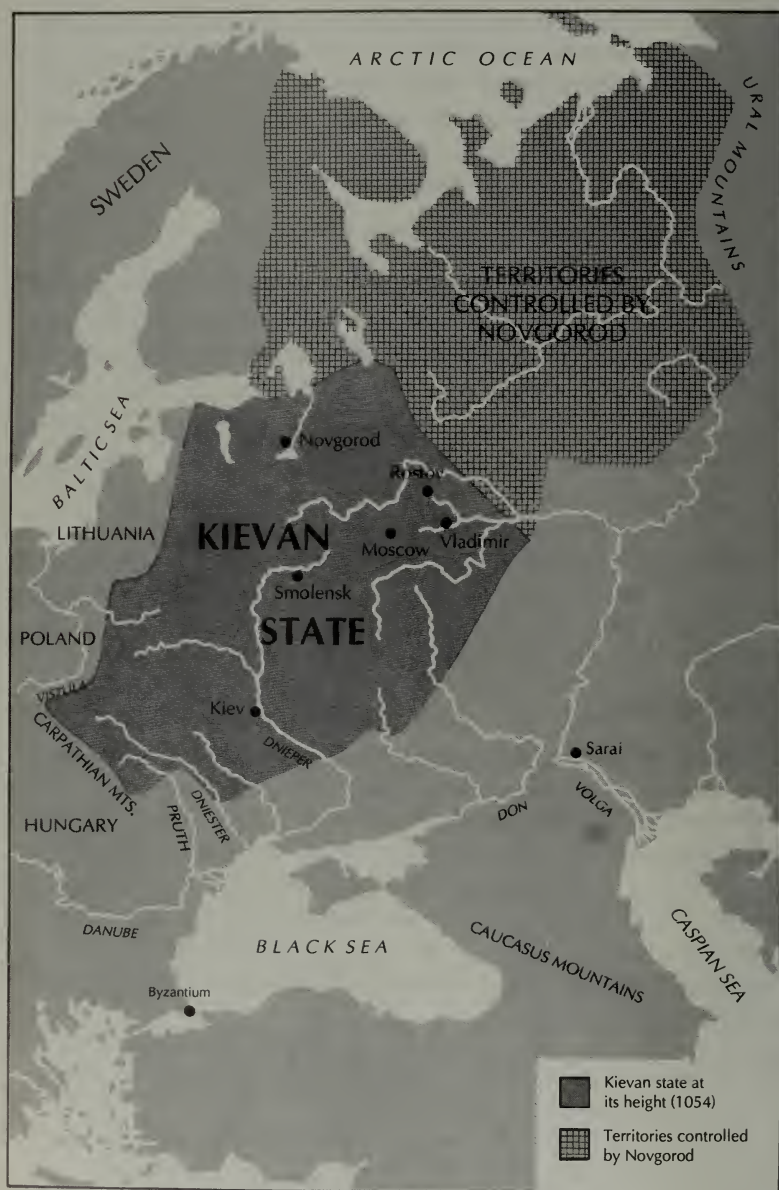 ARCTIC OCEAN
URAL MOUNTAINS
SWEDEN
TERRITORIES
CONTROLLED BY
NOVGOROD
BALTIC SEA
Novgorod
Rostov
LITHUANIA
KIEVAN
Moscow
Vladimir
Smolensk
STATE
POLAND
VISTULA
Kiev
CARPATHIAN MTS.
DNIEPER
Sarai
VOLGA
DON
DNIESTER
PRUTH
HUNGARY
DANUBE
BLACK SEA
CAUCASUS MOUNTAINS
CASPIAN SEA
Byzantium
Kievan state at
its height (1054)
Territories controlled
by Novgorod